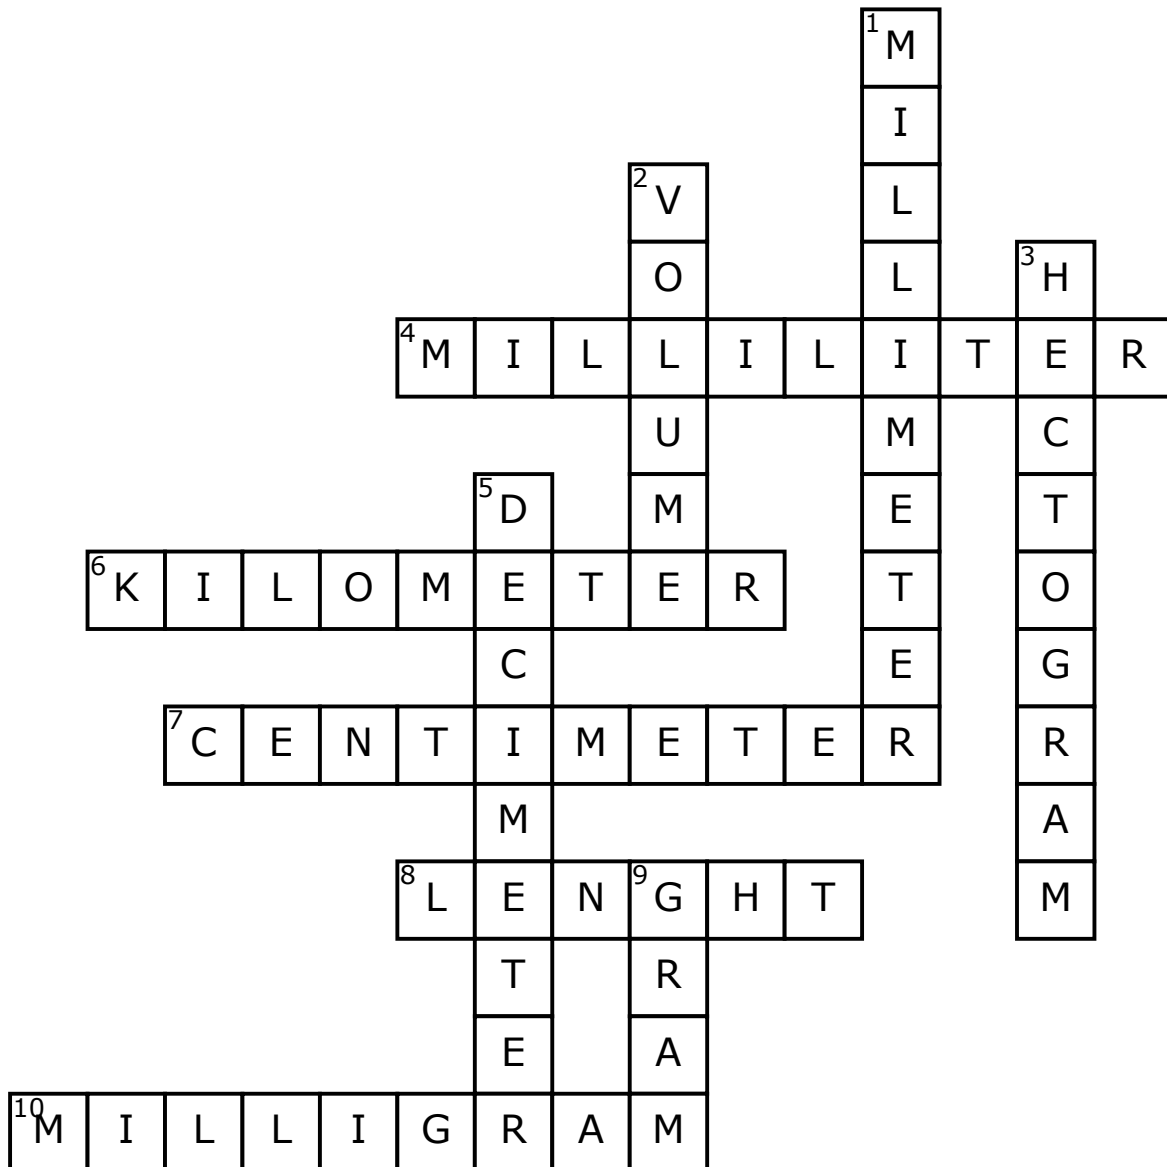 1 M
I
2 V L
O L 3 H
4 M I L L I L I T E R
U M C
5 D M E T
6 K I L O M E T E R T O
C E G
7 C E N T I M E T E R R
M A
8 L E N 9 G H T M
T R
E A
10 M I L L I G R A M